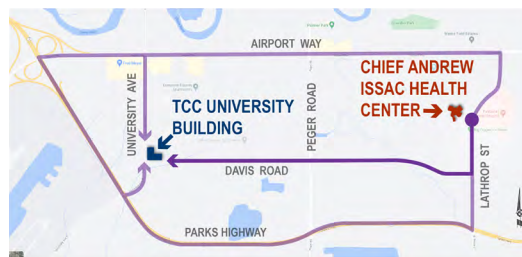 AIRPORT WAY
CHIEF ANDREW
ISSAC HEALTH
CENTER
TCC UNIVERSITY
BUILDING
UNIVERSITY AVE
PEGER ROAD
DAVIS ROAD
LATHROP ST
PARKS HIGHWAY